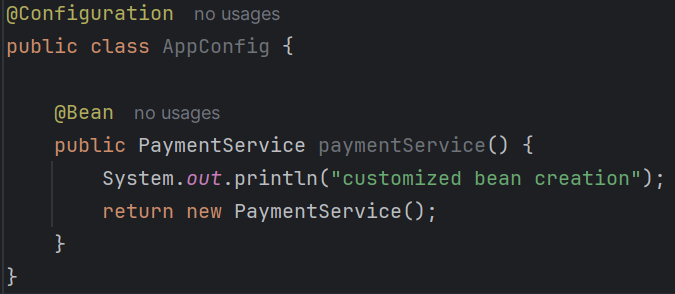 @Configuration no usages
public class AppConfig {
@Bean no usages
public PaymentService paymentService() {
System.out.println("customized bean creation");
return new PaymentService();
}
}